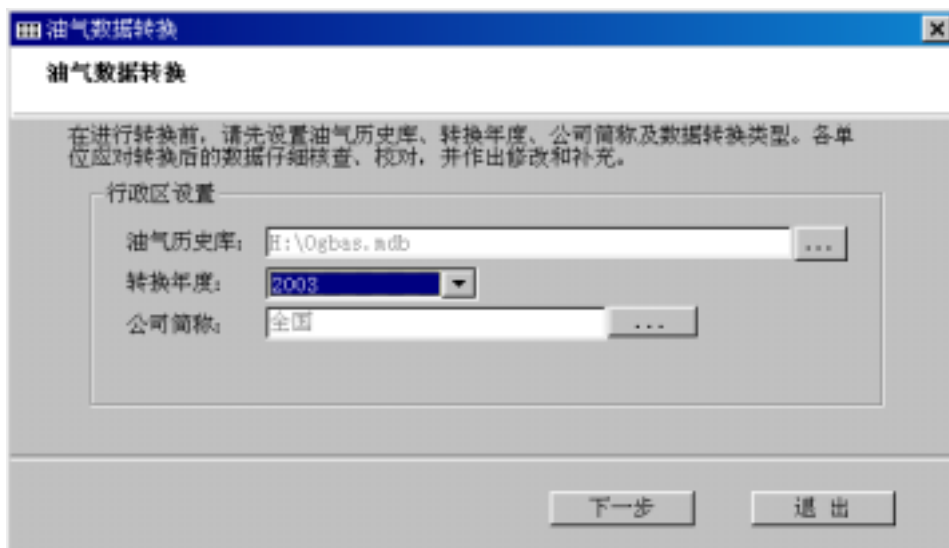 油气数据转换
油气数据转换
在进行转换前，请先设置油气历史库、转换年度、公司简称及数据转换类型。各单
位应对转换后的数据仔细核查、校对，并作出修改和补充。
行政区设置
油气历史库： H:\Ogbas.mdb ...
转换年度： 2003
公司简称： 全国 ...
下一步 退 出